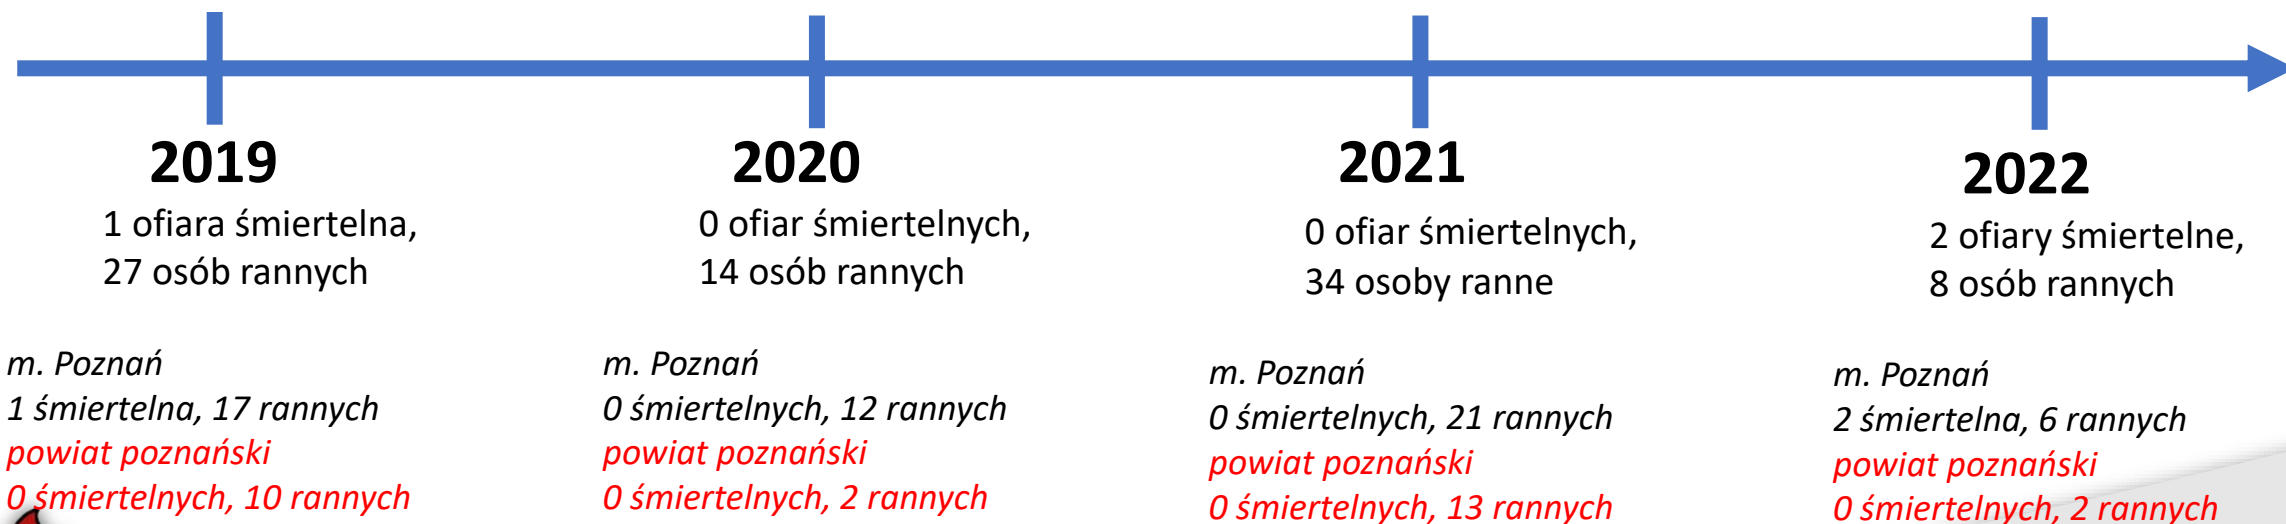 2019
1 ofiara śmiertelna,
27 osób rannych
m. Poznań
1 śmiertelna, 17 rannych
powiat poznański
0 śmiertelnych, 10 rannych
2020
0 ofiar śmiertelnych,
14 osób rannych
m. Poznań
0 śmiertelnych, 12 rannych
powiat poznański
0 śmiertelnych, 2 rannych
2021
0 ofiar śmiertelnych,
34 osoby ranne
m. Poznań
0 śmiertelnych, 21 rannych
powiat poznański
0 śmiertelnych, 13 rannych
2022
2 ofiary śmiertelne,
8 osób rannych
m. Poznań
2 śmiertelna, 6 rannych
powiat poznański
0 śmiertelnych, 2 rannych